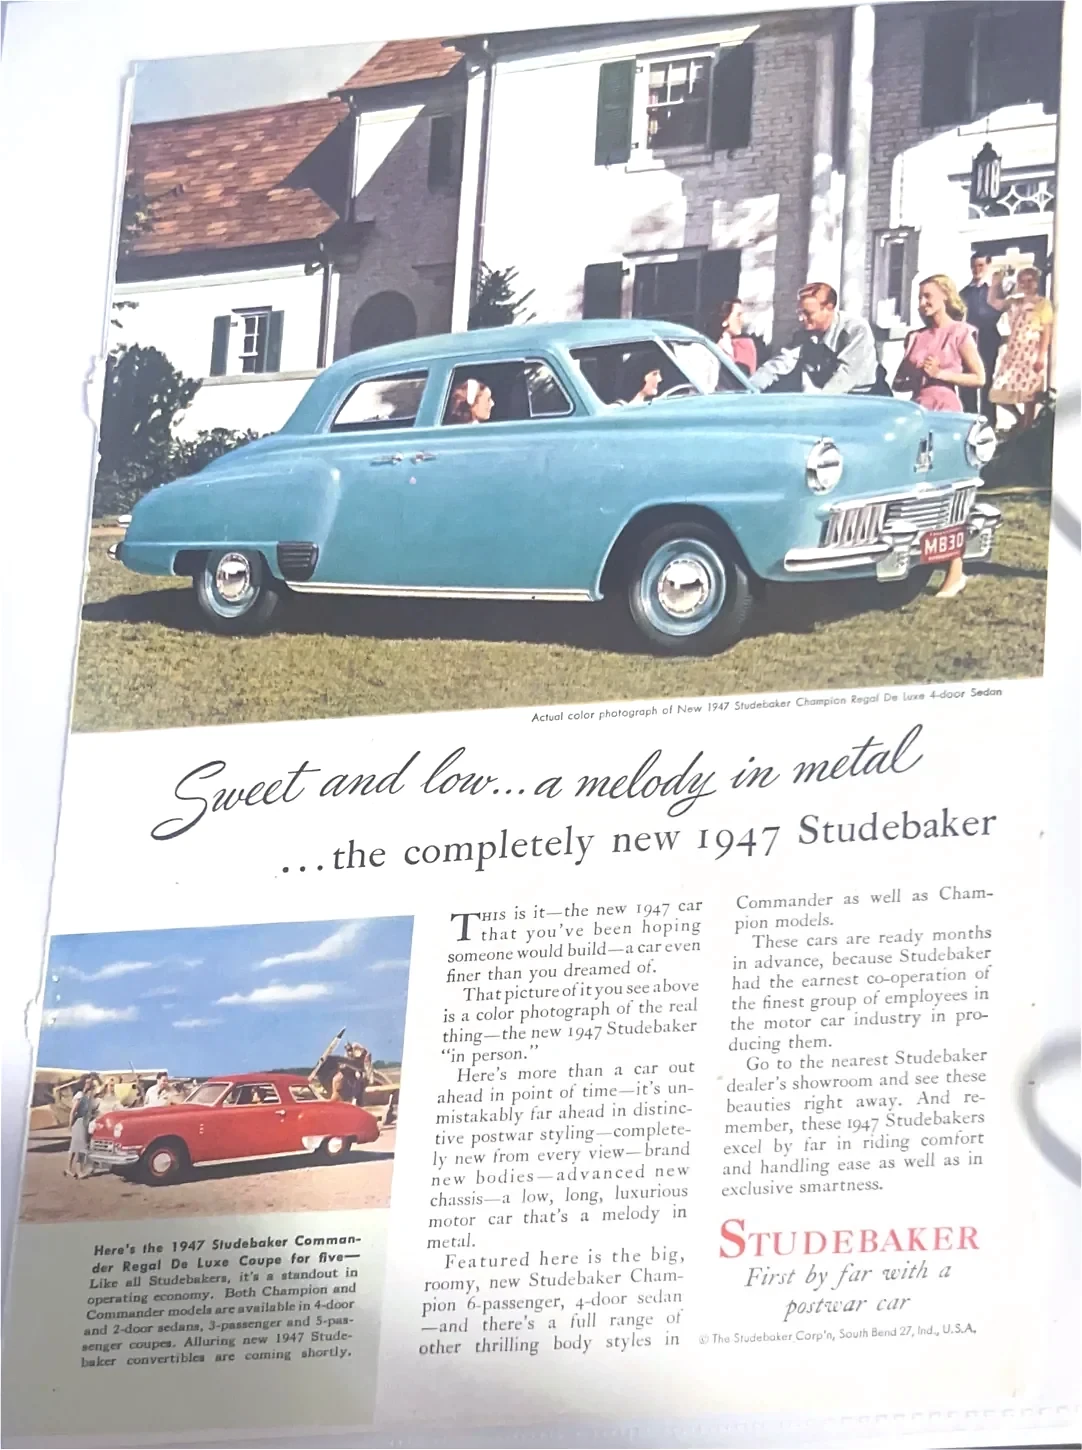 MB30
Actual color photograph of New 1947 Studebaker Champion Regal De Luxe 4-door Sedan
Sweet and low...a melody in metal
...the completely new 1947 Studebaker
THIS is it—the new 1947 car
that you've been hoping
someone would build—a car even
finer than you dreamed of.
That picture of it you see above
is a color photograph of the real
thing—the new 1947 Studebaker
“in person.”
Here's more than a car out
ahead in point of time—it's un-
mistakably far ahead in distinc-
tive postwar styling—complete-
ly new from every view—brand
new bodies—advanced new
chassis—a low, long, luxurious
motor car that's a melody in
metal.
Featured here is the big,
roomy, new Studebaker Cham-
pion 6-passenger, 4-door sedan
—and there's a full range of
other thrilling body styles in
Commander as well as Cham-
pion models.
These cars are ready months
in advance, because Studebaker
had the earnest co-operation of
the finest group of employees in
the motor car industry in pro-
ducing them.
Go to the nearest Studebaker
dealer's showroom and see these
beauties right away. And re-
member, these 1947 Studebakers
excel by far in riding comfort
and handling ease as well as in
exclusive smartness.
STUDEBAKER
First by far with a
postwar car
© The Studebaker Corp'n, South Bend 27, Ind., U.S.A.
Here's the 1947 Studebaker Comman-
der Regal De Luxe Coupe for five—
Like all Studebakers, it's a standout in
operating economy. Both Champion and
Commander models are available in 4-door
and 2-door sedans, 3-passenger and 5-pas-
senger coupes. Alluring new 1947 Stude-
baker convertibles are coming shortly.